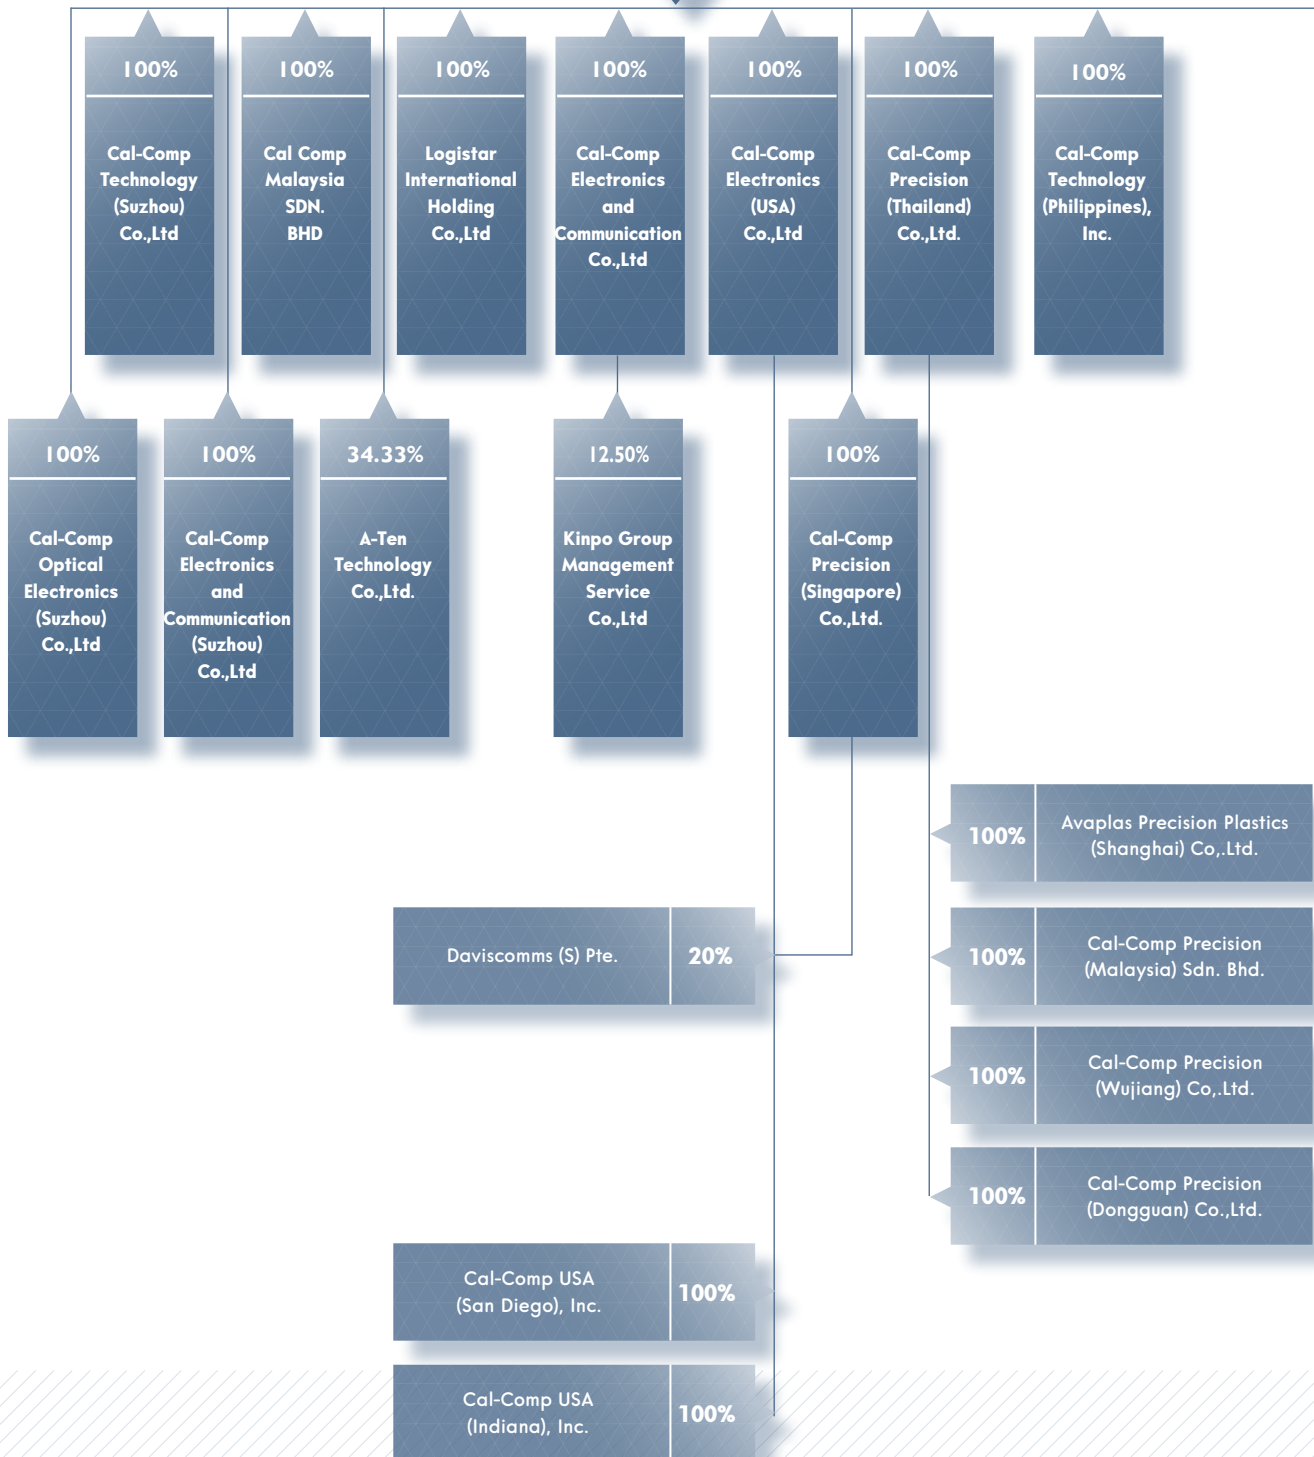 100%
Cal-Comp
Technology
(Suzhou)
Co.,Ltd
100%
Cal Comp
Malaysia
SDN.
BHD
100%
Logistar
International
Holding
Co.,Ltd
100%
Cal-Comp
Electronics
and
Communication
Co.,Ltd
100%
Cal-Comp
Electronics
(USA)
Co.,Ltd
100%
Cal-Comp
Precision
(Thailand)
Co.,Ltd.
100%
Cal-Comp
Technology
(Philippines),
Inc.
100%
Cal-Comp
Optical
Electronics
(Suzhou)
Co.,Ltd
100%
Cal-Comp
Electronics
and
Communication
(Suzhou)
Co.,Ltd
34.33%
A-Ten
Technology
Co.,Ltd.
12.50%
Kinpo Group
Management
Service
Co.,Ltd
100%
Cal-Comp
Precision
(Singapore)
Co.,Ltd.
100%
Avaplas Precision Plastics
(Shanghai) Co,.Ltd.
Daviscomms (S) Pte.
20%
100%
Cal-Comp Precision
(Malaysia) Sdn. Bhd.
100%
Cal-Comp Precision
(Wujiang) Co,.Ltd.
100%
Cal-Comp Precision
(Dongguan) Co.,Ltd.
Cal-Comp USA
(San Diego), Inc.
100%
Cal-Comp USA
(Indiana), Inc.
100%